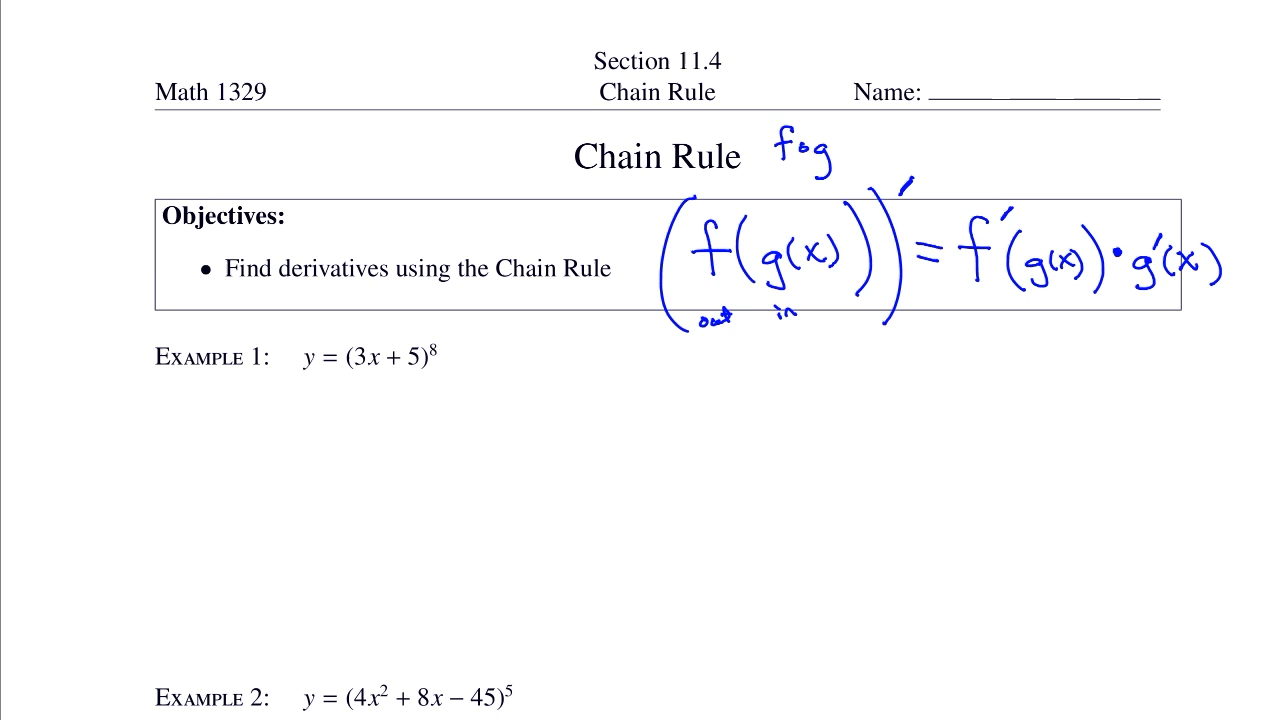 Section 11.4
Math 1329 Chain Rule Name:
Chain Rule f∘g
Objectives:
• Find derivatives using the Chain Rule
(f(g(x)))' = f'(g(x)) · g'(x)
out in
EXAMPLE 1: y = (3x + 5)⁸
EXAMPLE 2: y = (4x² + 8x − 45)⁵